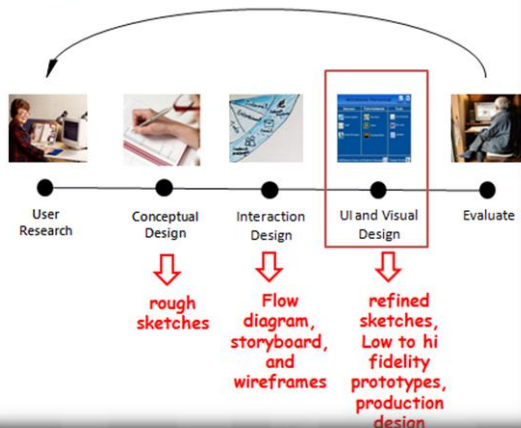 User
Research
Conceptual
Design
Interaction
Design
UI and Visual
Design
Evaluate
rough
sketches
Flow
diagram,
storyboard,
and
wireframes
refined
sketches,
Low to hi
fidelity
prototypes,
production
design